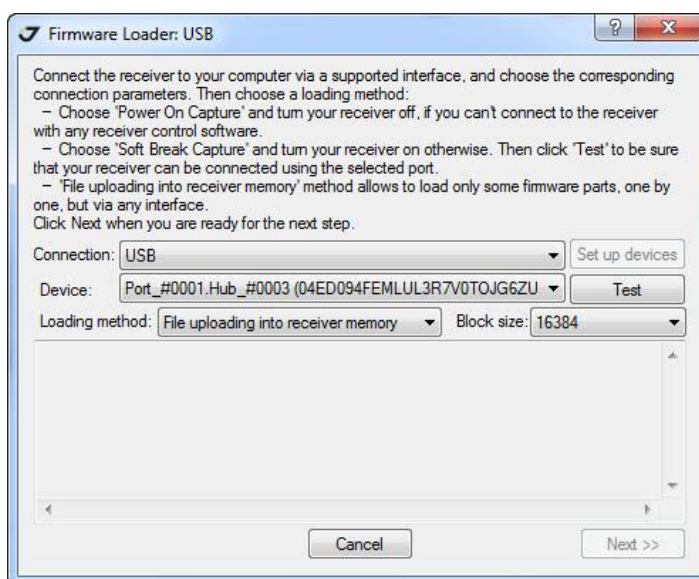 Firmware Loader: USB
Connect the receiver to your computer via a supported interface, and choose the corresponding
connection parameters. Then choose a loading method:
– Choose 'Power On Capture' and turn your receiver off, if you can't connect to the receiver
with any receiver control software.
– Choose 'Soft Break Capture' and turn your receiver on otherwise. Then click 'Test' to be sure
that your receiver can be connected using the selected port.
– 'File uploading into receiver memory' method allows to load only some firmware parts, one by
one, but via any interface.
Click Next when you are ready for the next step.
Connection: USB Set up devices
Device: Port_#0001.Hub_#0003 (04ED094FEMLUL3R7V0TOJG6ZU Test
Loading method: File uploading into receiver memory Block size: 16384
Cancel Next >>